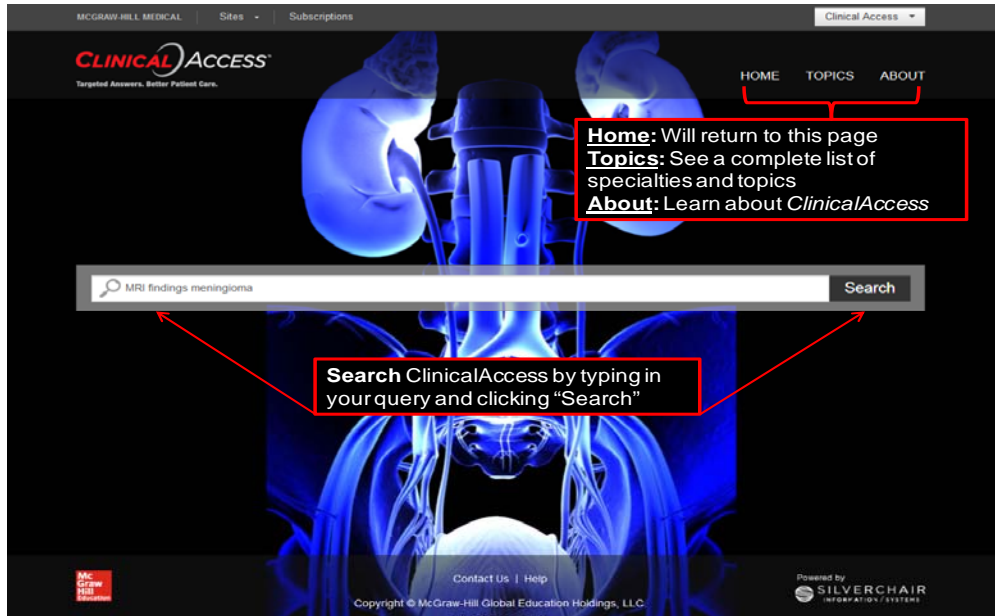 MCGRAW-HILL MEDICAL Sites Subscriptions Clinical Access
CLINICAL ACCESS
Targeted Answers. Better Patient Care.
HOME TOPICS ABOUT
Home: Will return to this page
Topics: See a complete list of
specialties and topics
About: Learn about ClinicalAccess
MRI findings meningioma Search
Search ClinicalAccess by typing in
your query and clicking “Search”
Mc
Graw
Hill
Education
Contact Us | Help
Copyright © McGraw-Hill Global Education Holdings, LLC.
Powered by
SILVERCHAIR
INFORMATION / SYSTEMS